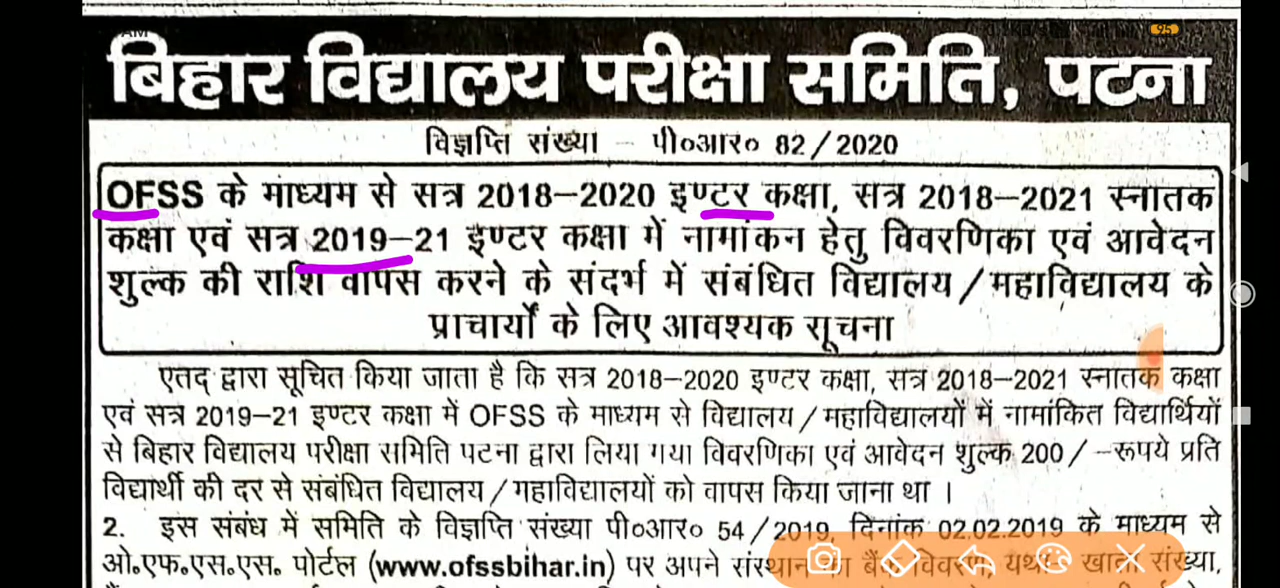 बिहार विद्यालय परीक्षा समिति, पटना
विज्ञप्ति संख्या – पी०आर० 82/2020
OFSS के माध्यम से सत्र 2018–2020 इण्टर कक्षा, सत्र 2018–2021 स्नातक
कक्षा एवं सत्र 2019–21 इण्टर कक्षा में नामांकन हेतु विवरणिका एवं आवेदन
शुल्क की राशि वापस करने के संदर्भ में संबंधित विद्यालय/महाविद्यालय के
प्राचार्यों के लिए आवश्यक सूचना
एतद् द्वारा सूचित किया जाता है कि सत्र 2018–2020 इण्टर कक्षा, सत्र 2018–2021 स्नातक कक्षा
एवं सत्र 2019–21 इण्टर कक्षा में OFSS के माध्यम से विद्यालय/महाविद्यालयों में नामांकित विद्यार्थियों
से बिहार विद्यालय परीक्षा समिति पटना द्वारा लिया गया विवरणिका एवं आवेदन शुल्क 200/–रूपये प्रति
विद्यार्थी की दर से संबंधित विद्यालय/महाविद्यालयों को वापस किया जाना था ।
2. इस संबंध में समिति के विज्ञप्ति संख्या पी०आर० 54/2019, दिनांक 02.02.2019 के माध्यम से
ओ.एफ.एस.एस. पोर्टल (www.ofssbihar.in) पर अपने संस्थान का बैंक विवरण, यथा खाता संख्या,